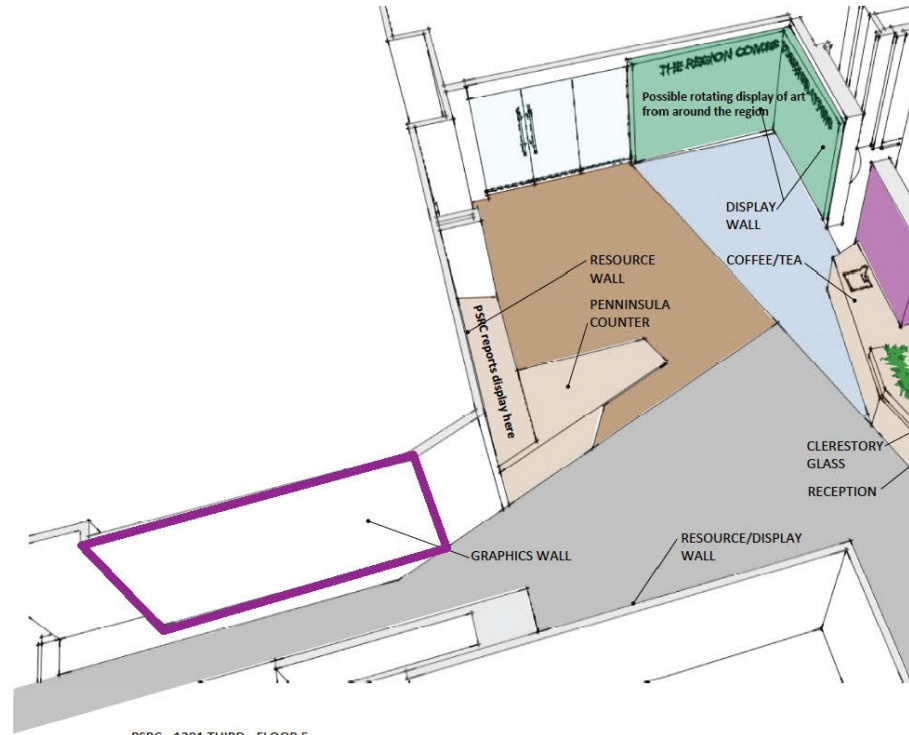 THE REGION COMES
Possible rotating display of art
from around the region
DISPLAY
WALL
RESOURCE
WALL
COFFEE/TEA
PENNINSULA
COUNTER
PSRC reports display here
CLERESTORY
GLASS
RECEPTION
RESOURCE/DISPLAY
WALL
GRAPHICS WALL